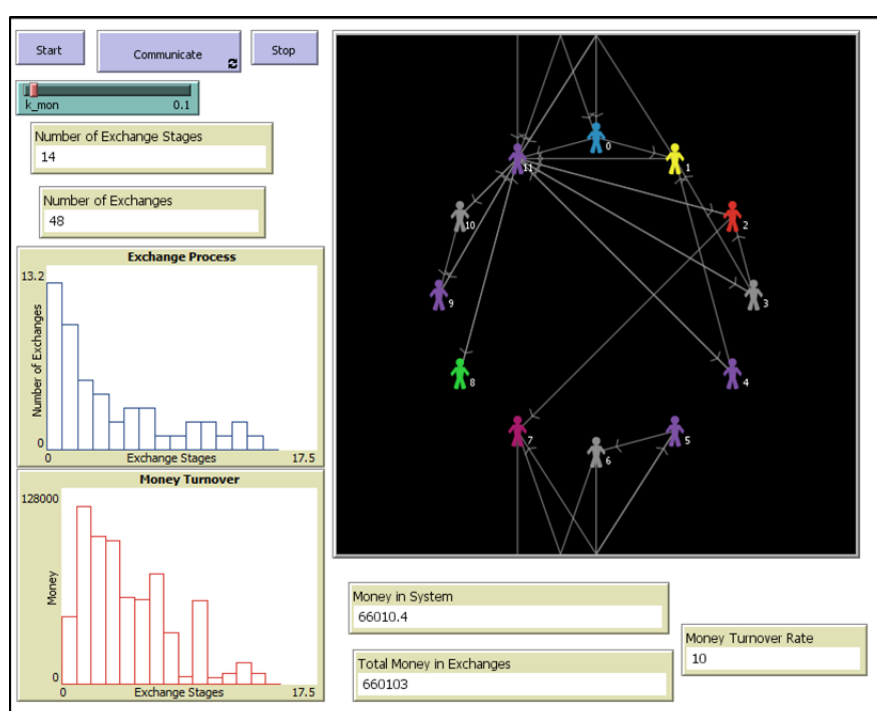 Start
Communicate
Stop
k_mon 0.1
Number of Exchange Stages
14
Number of Exchanges
48
Exchange Process
13.2
Number of Exchanges
0
0 Exchange Stages 17.5
Money Turnover
128000
Money
0
0 Exchange Stages 17.5
0
11
1
10
2
9
3
8
4
7
6
5
Money in System
66010.4
Money Turnover Rate
10
Total Money in Exchanges
660103